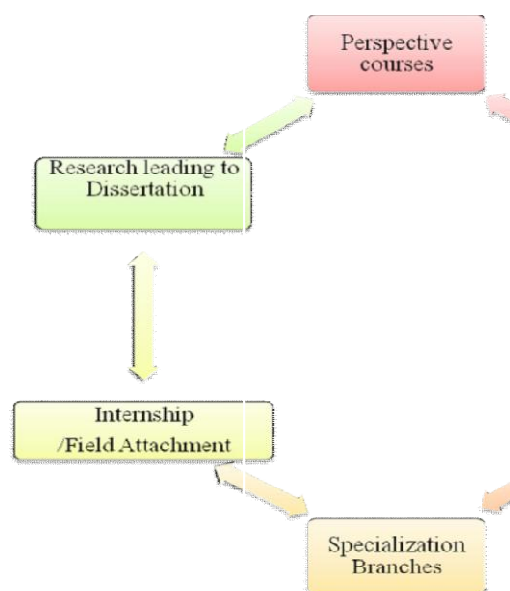 Perspective
courses
Research leading to
Dissertation
Internship
/Field Attachment
Specialization
Branches